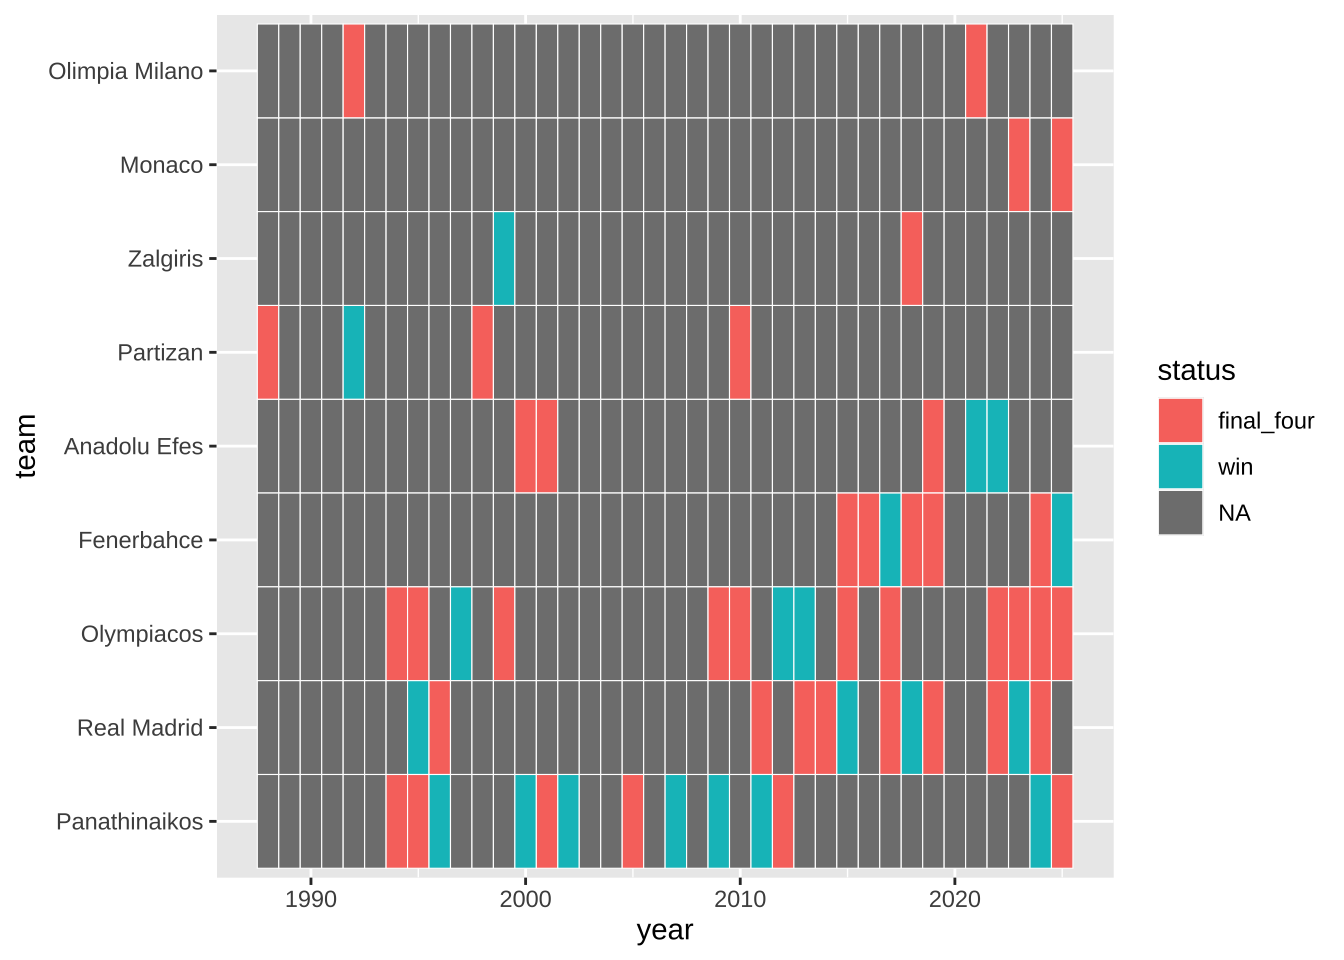 Olimpia Milano
Monaco
Zalgiris
Partizan
Anadolu Efes
Fenerbahce
Olympiacos
Real Madrid
Panathinaikos
team
1990 2000 2010 2020
year
status
final_four
win
NA